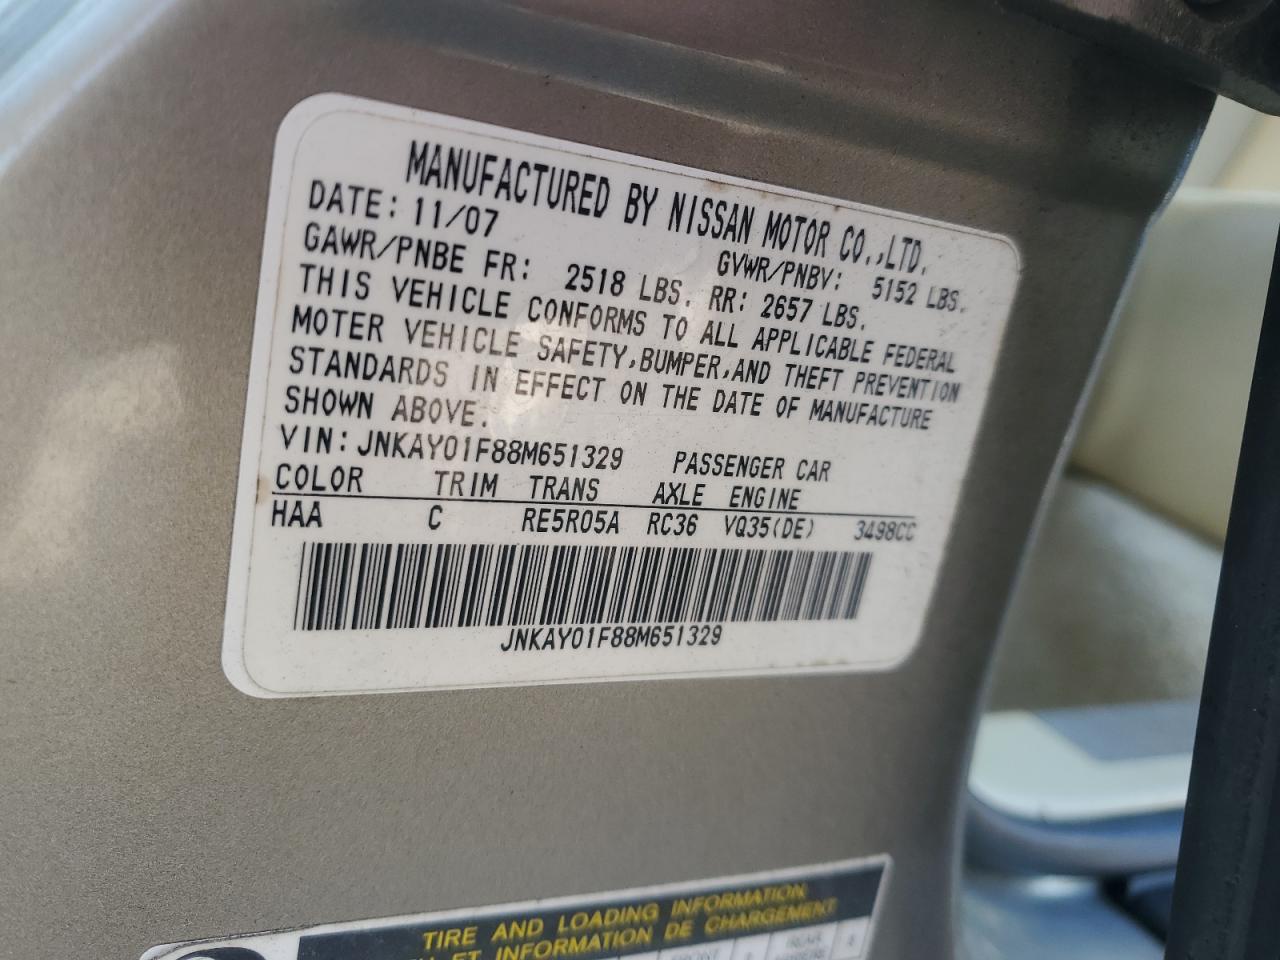 MANUFACTURED BY NISSAN MOTOR CO.,LTD.
DATE: 11/07 GVWR/PNBV: 5152 LBS.
GAWR/PNBE FR: 2518 LBS. RR: 2657 LBS.
THIS VEHICLE CONFORMS TO ALL APPLICABLE FEDERAL
MOTER VEHICLE SAFETY,BUMPER,AND THEFT PREVENTION
STANDARDS IN EFFECT ON THE DATE OF MANUFACTURE
SHOWN ABOVE.
VIN: JNKAY01F88M651329 PASSENGER CAR
COLOR TRIM TRANS AXLE ENGINE
HAA C RE5R05A RC36 VQ35(DE) 3498CC
JNKAY01F88M651329
TIRE AND LOADING INFORMATION
ET INFORMATION DE CHARGEMENT
FRONT REAR